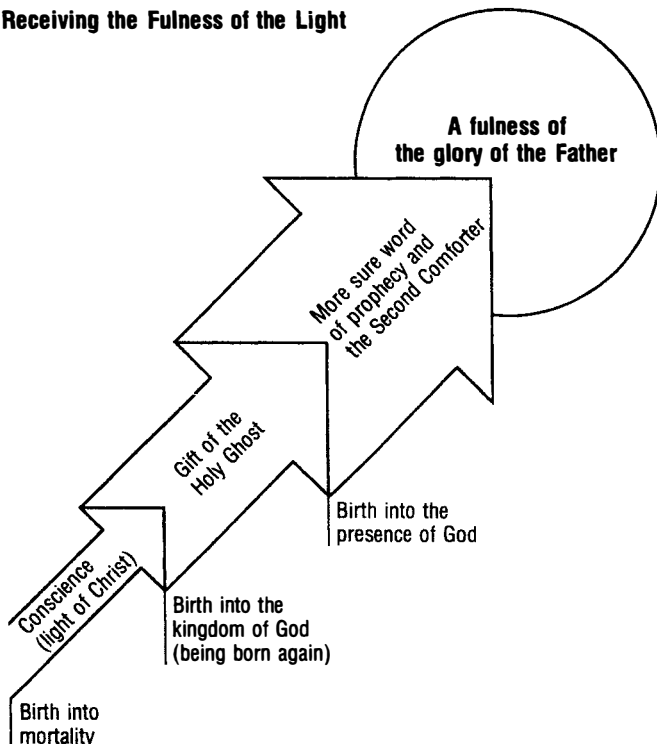 Receiving the Fulness of the Light
A fulness of
the glory of the Father
More sure word
of prophecy and
the Second Comforter
Gift of the
Holy Ghost
Birth into the
presence of God
Conscience
(light of Christ)
Birth into the
kingdom of God
(being born again)
Birth into
mortality